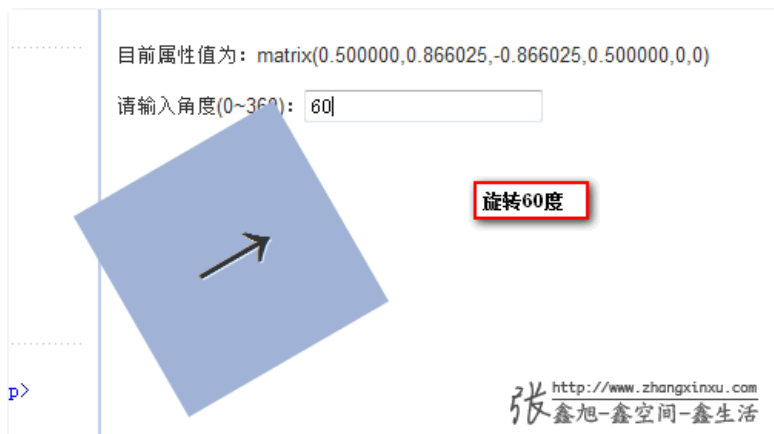 目前属性值为：matrix(0.500000,0.866025,-0.866025,0.500000,0,0)
请输入角度(0~360)： 60
旋转60度
p>
张 http://www.zhangxinxu.com
鑫旭-鑫空间-鑫生活